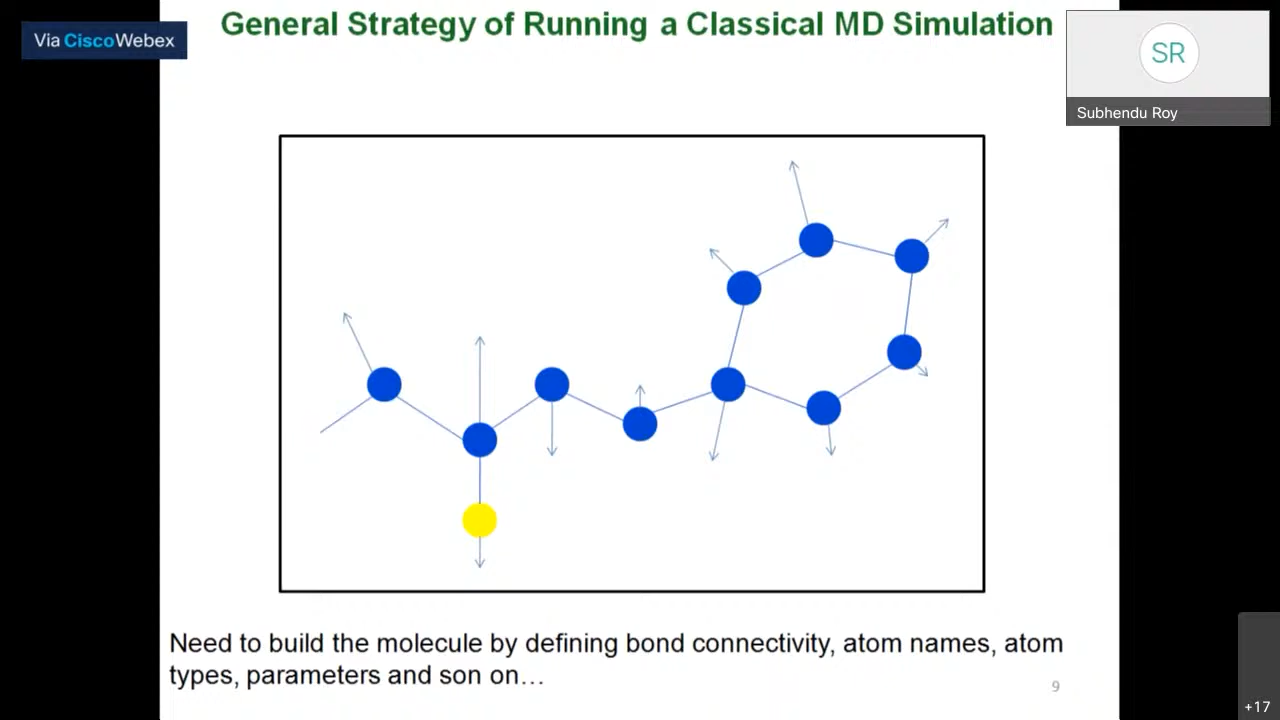 General Strategy of Running a Classical MD Simulation
Via CiscoWebex
SR
Subhendu Roy
Need to build the molecule by defining bond connectivity, atom names, atom
types, parameters and son on…
9
+17